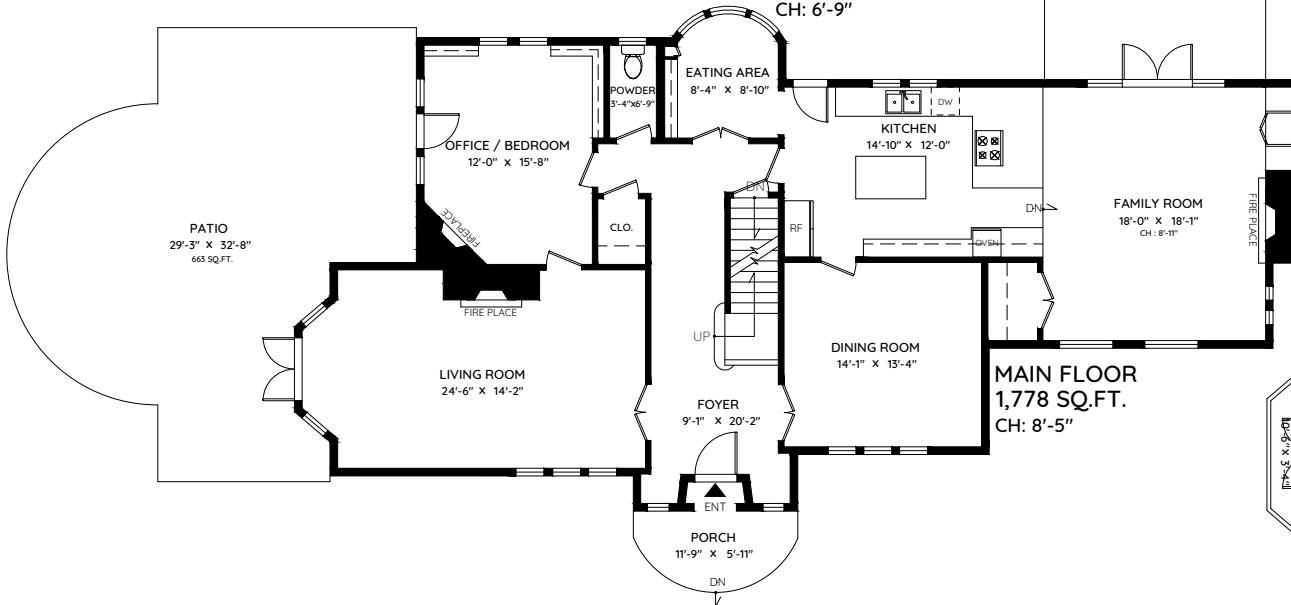 CH: 6'-9"
EATING AREA
8'-4" x 8'-10"
POWDER
3'-4"x6'-9"
DW
KITCHEN
14'-10" x 12'-0"
OFFICE / BEDROOM
12'-0" x 15'-8"
FIREPLACE
DN
CLO.
RF
OVEN
DN
FAMILY ROOM
18'-0" x 18'-1"
CH : 8'-11"
FIRE PLACE
PATIO
29'-3" x 32'-8"
663 SQ.FT.
FIRE PLACE
UP
LIVING ROOM
24'-6" x 14'-2"
DINING ROOM
14'-1" x 13'-4"
FOYER
9'-1" x 20'-2"
MAIN FLOOR
1,778 SQ.FT.
CH: 8'-5"
10'-6"x 3'-4"
ENT
PORCH
11'-9" x 5'-11"
DN